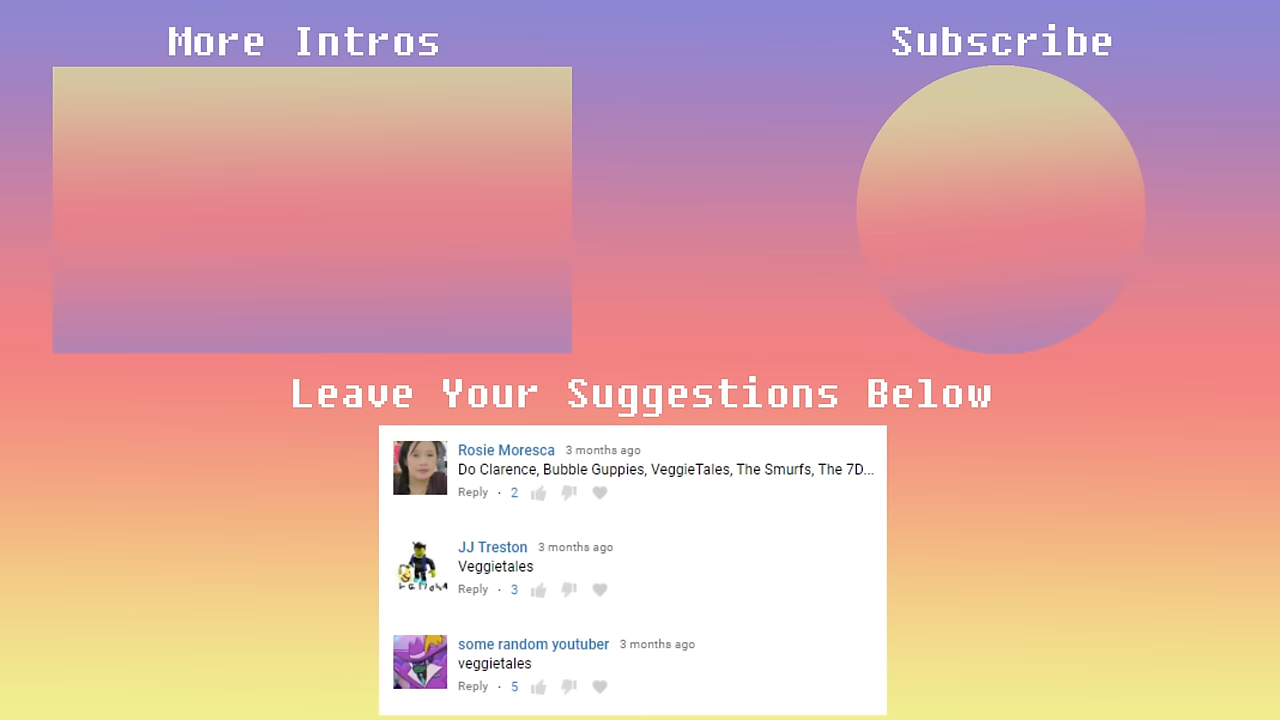 More Intros
Subscribe
Leave Your Suggestions Below
Rosie Moresca 3 months ago
Do Clarence, Bubble Guppies, VeggieTales, The Smurfs, The 7D...
Reply · 2
JJ Treston 3 months ago
Veggietales
Reply · 3
some random youtuber 3 months ago
veggietales
Reply · 5